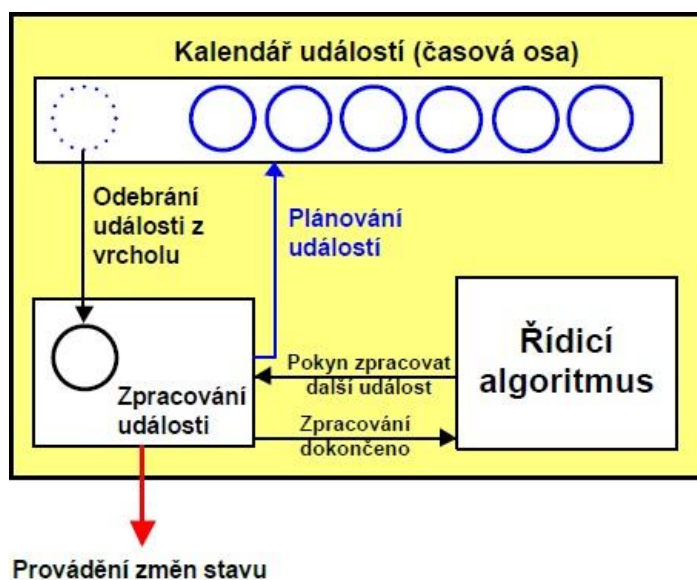 Kalendář událostí (časová osa)
Odebrání
události z
vrcholu
Plánování
událostí
Zpracování
události
Pokyn zpracovat
další událost
Zpracování
dokončeno
Řídicí
algoritmus
Provádění změn stavu